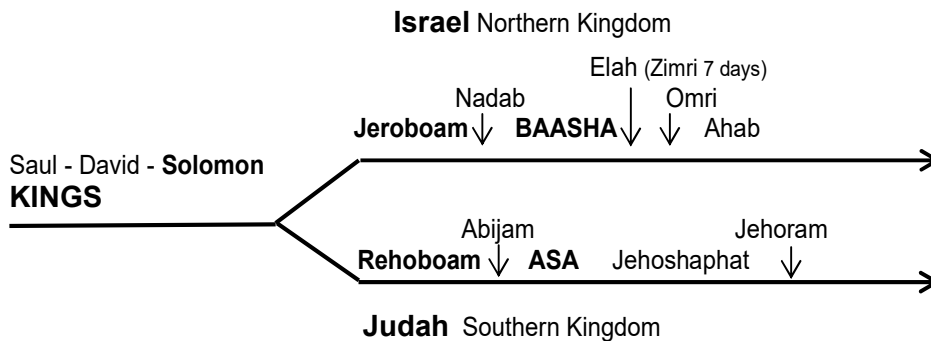 Israel Northern Kingdom
Elah (Zimri 7 days)
Nadab
Omri
Jeroboam
BAASHA
Ahab
Saul - David - Solomon
KINGS
Abijam
Jehoram
Rehoboam
ASA
Jehoshaphat
Judah Southern Kingdom